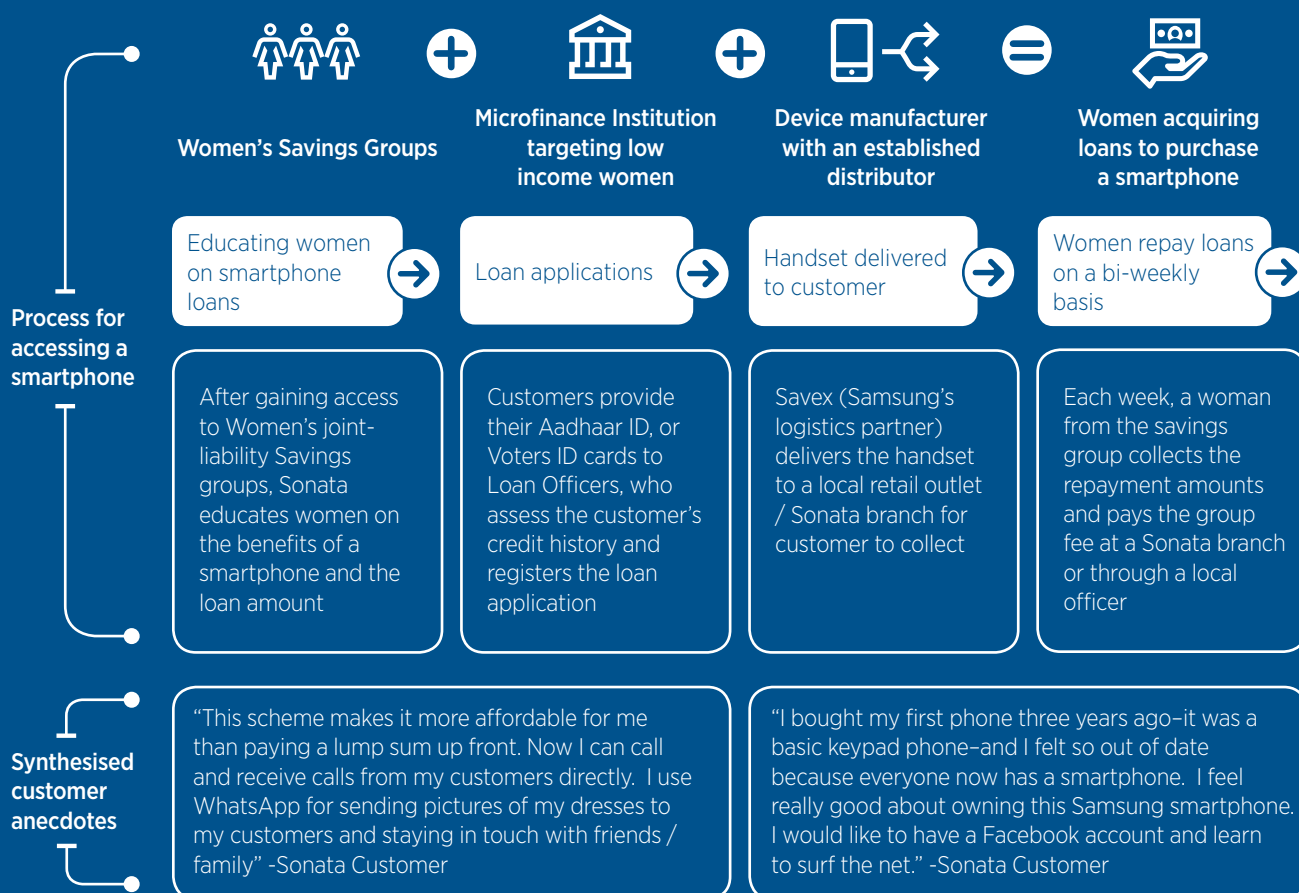 Women's Savings Groups
Microfinance Institution
targeting low
income women
Device manufacturer
with an established
distributor
Women acquiring
loans to purchase
a smartphone
Process for
accessing a
smartphone
Educating women
on smartphone
loans
Loan applications
Handset delivered
to customer
Women repay loans
on a bi-weekly
basis
After gaining access
to Women's joint-
liability Savings
groups, Sonata
educates women on
the benefits of a
smartphone and the
loan amount
Customers provide
their Aadhaar ID, or
Voters ID cards to
Loan Officers, who
assess the customer's
credit history and
registers the loan
application
Savex (Samsung's
logistics partner)
delivers the handset
to a local retail outlet
/ Sonata branch for
customer to collect
Each week, a woman
from the savings
group collects the
repayment amounts
and pays the group
fee at a Sonata branch
or through a local
officer
Synthesised
customer
anecdotes
“This scheme makes it more affordable for me
than paying a lump sum up front. Now I can call
and receive calls from my customers directly. I use
WhatsApp for sending pictures of my dresses to
my customers and staying in touch with friends /
family” -Sonata Customer
“I bought my first phone three years ago–it was a
basic keypad phone–and I felt so out of date
because everyone now has a smartphone. I feel
really good about owning this Samsung smartphone.
I would like to have a Facebook account and learn
to surf the net.” -Sonata Customer